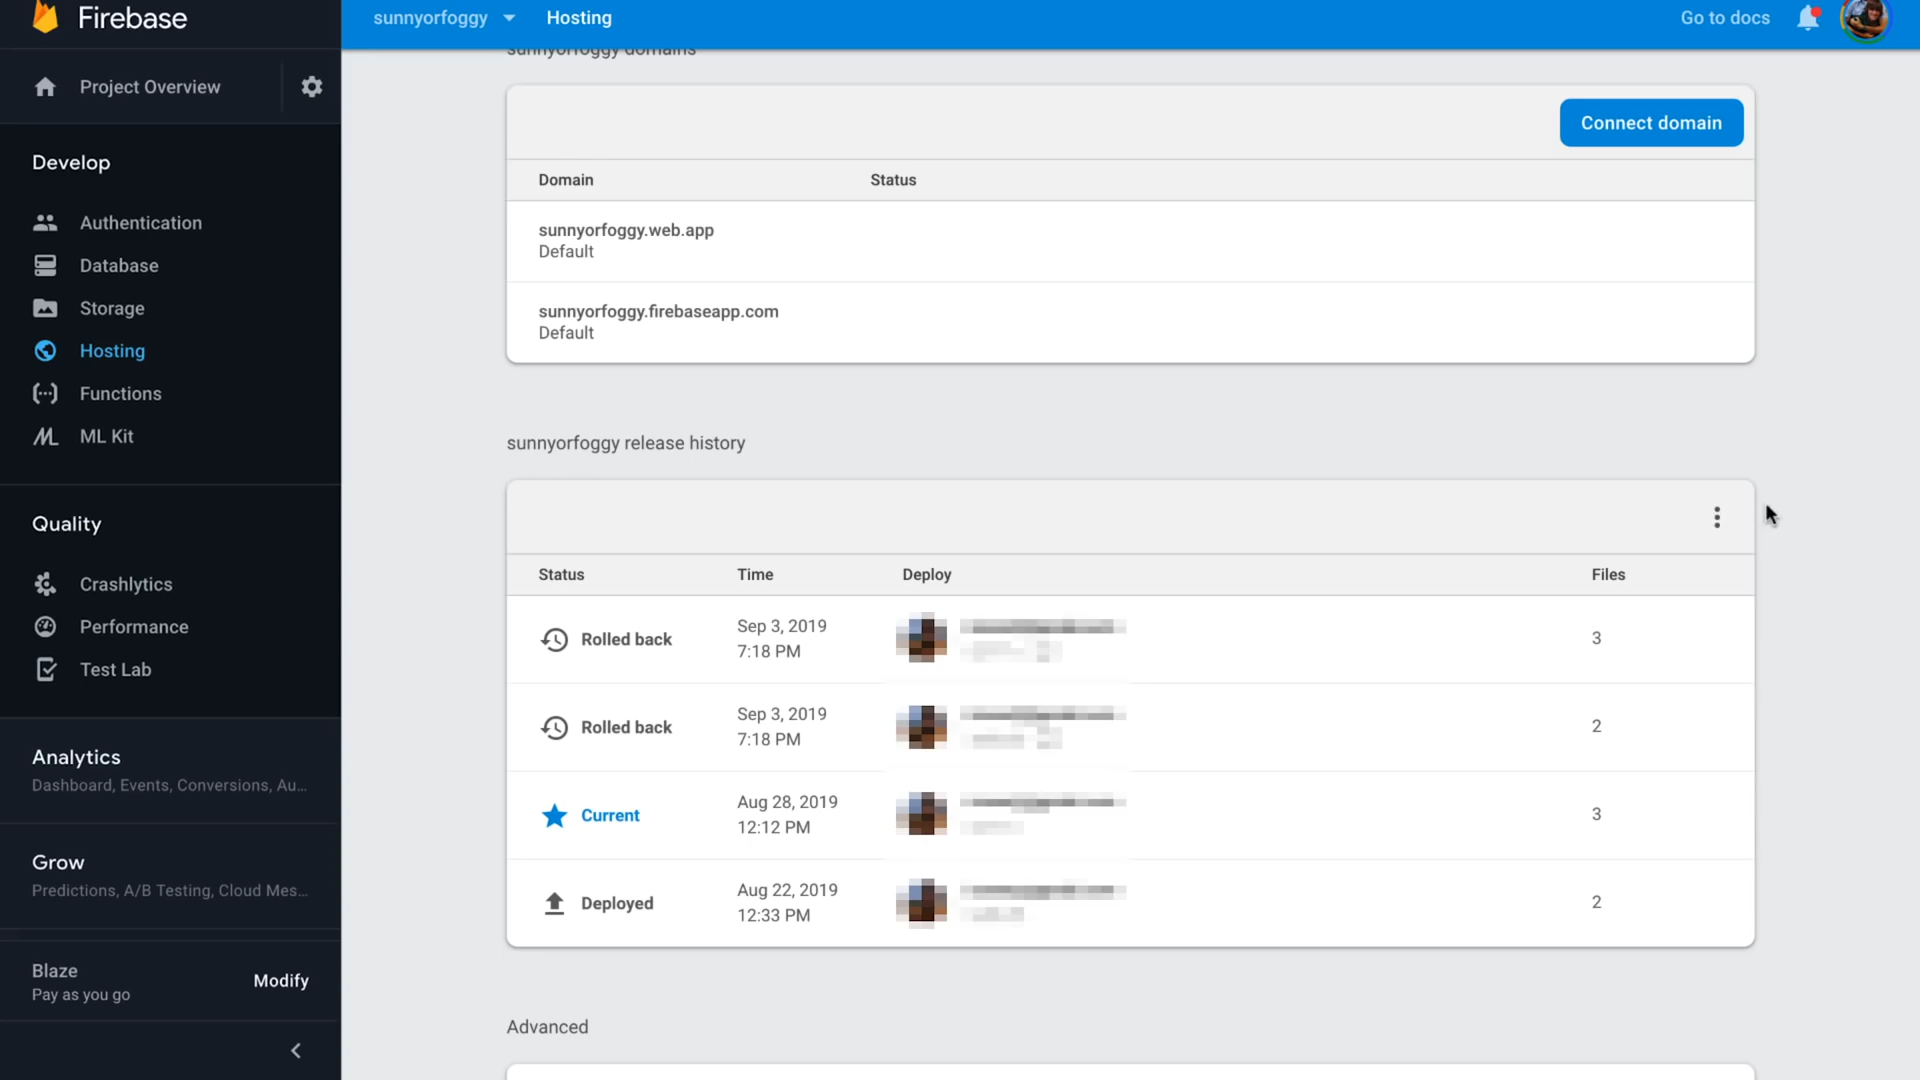 Firebase
sunnyorfoggy
Hosting
Go to docs
Project Overview
Develop
Authentication
Database
Storage
Hosting
Functions
ML Kit
Quality
Crashlytics
Performance
Test Lab
Analytics
Dashboard, Events, Conversions, Au...
Grow
Predictions, A/B Testing, Cloud Mes...
Blaze
Pay as you go
Modify
sunnyorfoggy domains
Connect domain
Domain Status
sunnyorfoggy.web.app
Default
sunnyorfoggy.firebaseapp.com
Default
sunnyorfoggy release history
Status Time Deploy Files
Rolled back Sep 3, 2019 3
7:18 PM
Rolled back Sep 3, 2019 2
7:18 PM
Current Aug 28, 2019 3
12:12 PM
Deployed Aug 22, 2019 2
12:33 PM
Advanced